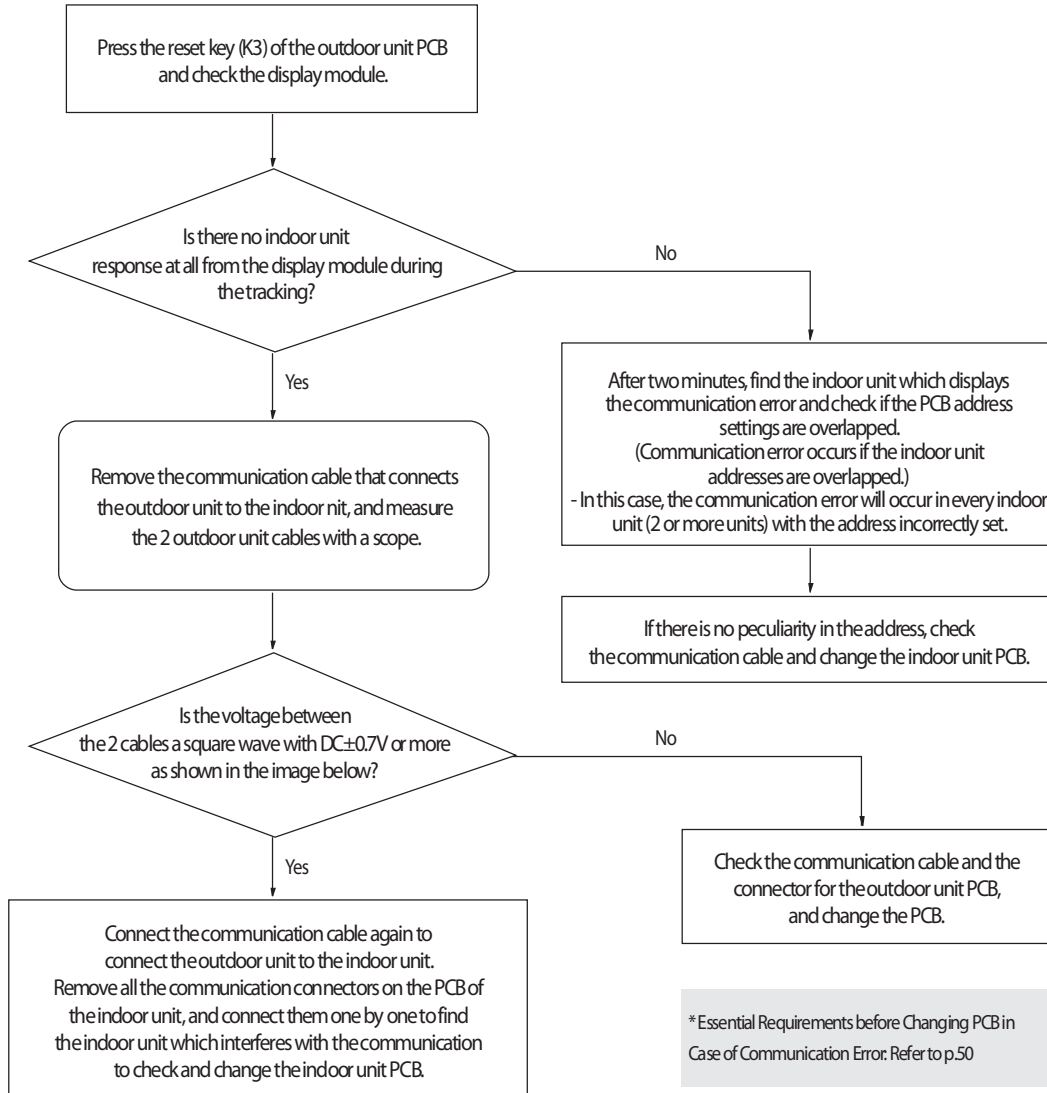 Press the reset key (K3) of the outdoor unit PCB
and check the display module.
Is there no indoor unit
response at all from the display module during
the tracking?
No
Yes
After two minutes, find the indoor unit which displays
the communication error and check if the PCB address
settings are overlapped.
(Communication error occurs if the indoor unit
addresses are overlapped.)
- In this case, the communication error will occur in every indoor
unit (2 or more units) with the address incorrectly set.
Remove the communication cable that connects
the outdoor unit to the indoor nit, and measure
the 2 outdoor unit cables with a scope.
If there is no peculiarity in the address, check
the communication cable and change the indoor unit PCB.
Is the voltage between
the 2 cables a square wave with DC±0.7V or more
as shown in the image below?
No
Yes
Check the communication cable and the
connector for the outdoor unit PCB,
and change the PCB.
Connect the communication cable again to
connect the outdoor unit to the indoor unit.
Remove all the communication connectors on the PCB of
the indoor unit, and connect them one by one to find
the indoor unit which interferes with the communication
to check and change the indoor unit PCB.
* Essential Requirements before Changing PCB in
Case of Communication Error: Refer to p.50